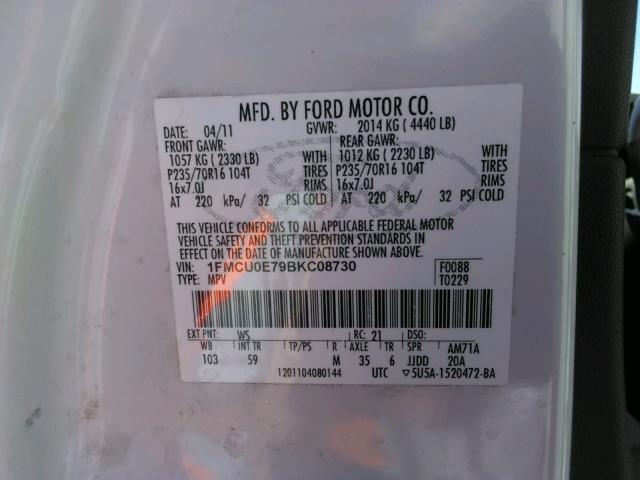 MFD. BY FORD MOTOR CO.
DATE: 04/11 GVWR: 2014 KG ( 4440 LB)
FRONT GAWR: REAR GAWR:
1057 KG ( 2330 LB) WITH 1012 KG ( 2230 LB) WITH
P235/70R16 104T TIRES P235/70R16 104T TIRES
16x7.0J RIMS 16x7.0J RIMS
AT 220 kPa/ 32 PSI COLD AT 220 kPa/ 32 PSI COLD
THIS VEHICLE CONFORMS TO ALL APPLICABLE FEDERAL MOTOR
VEHICLE SAFETY AND THEFT PREVENTION STANDARDS IN EFFECT
ON THE DATE OF MANUFACTURE SHOWN ABOVE.
VIN: 1FMCU0E79BKC08730 F0088
TYPE: MPV T0229
EXT PNT: WS RC: 21 DSO:
WB INT TR TP/PS R AXLE TR SPR AM71A
103 59 M 35 6 JJDD 20A
1201104080144 UTC ▽5U5A-1520472-BA